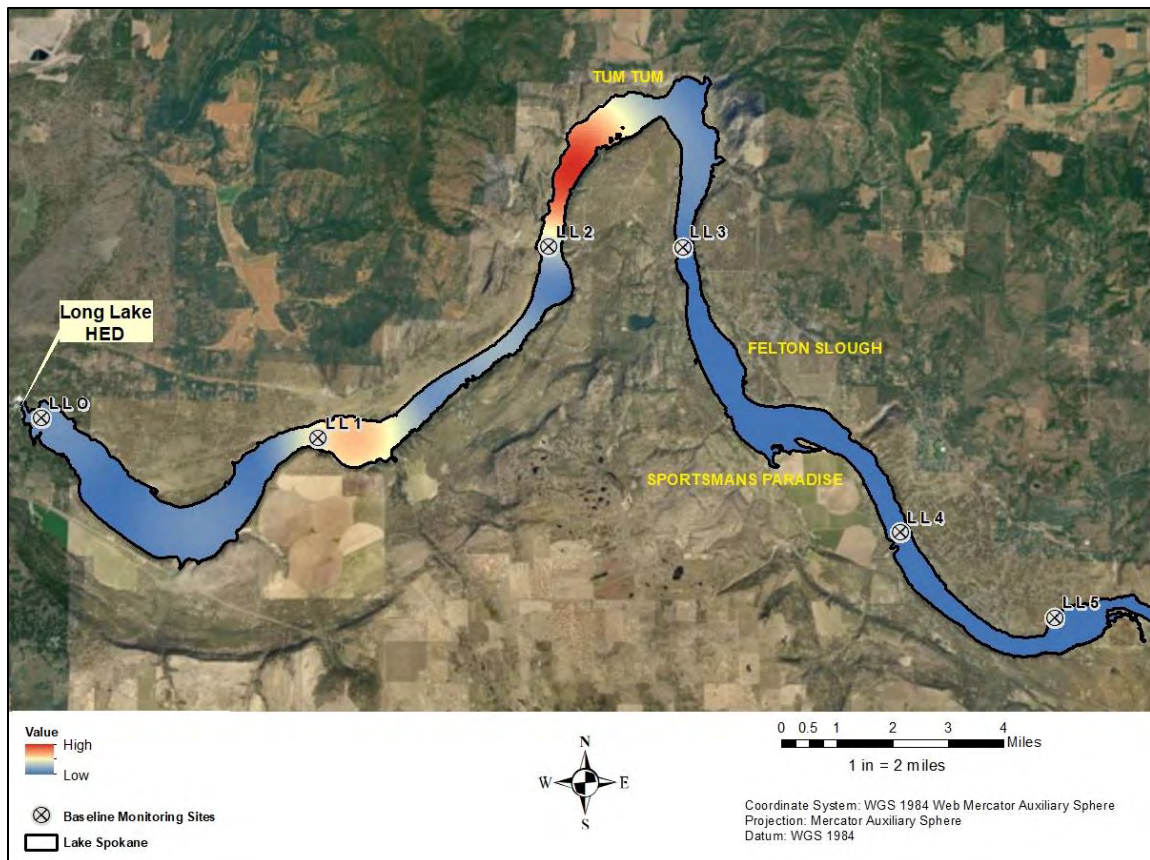 TUM TUM
LL2
LL3
Long Lake
HED
FELTON SLOUGH
LL0
LL1
SPORTSMANS PARADISE
LL4
LL5
Value
High
Low
Baseline Monitoring Sites
Lake Spokane
N
W E
S
0 0.5 1 2 3 4
Miles
1 in = 2 miles
Coordinate System: WGS 1984 Web Mercator Auxiliary Sphere
Projection: Mercator Auxiliary Sphere
Datum: WGS 1984